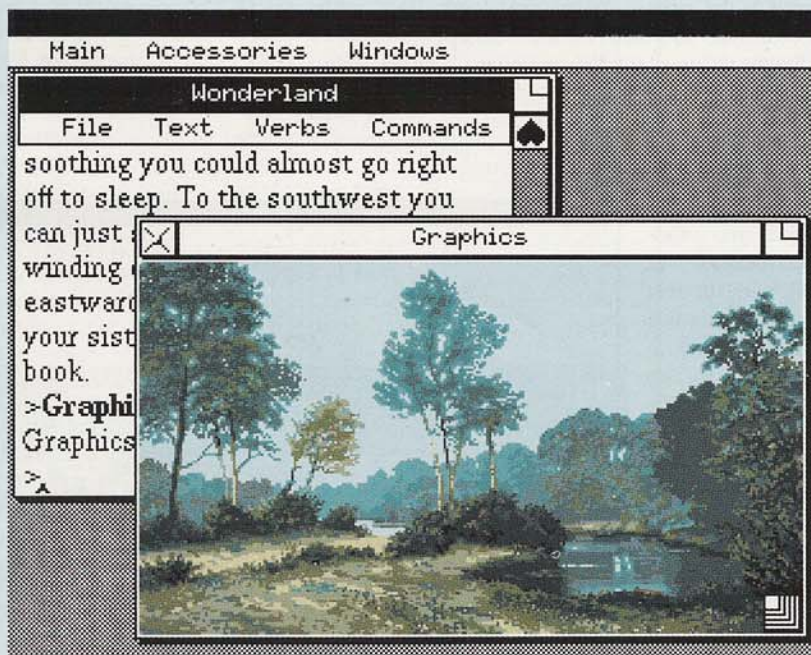 Main Accessories Windows
Wonderland
File Text Verbs Commands
soothing you could almost go right
off to sleep. To the southwest you
can just
winding
eastward
your sist
book.
>Graphi
Graphics
>
Graphics